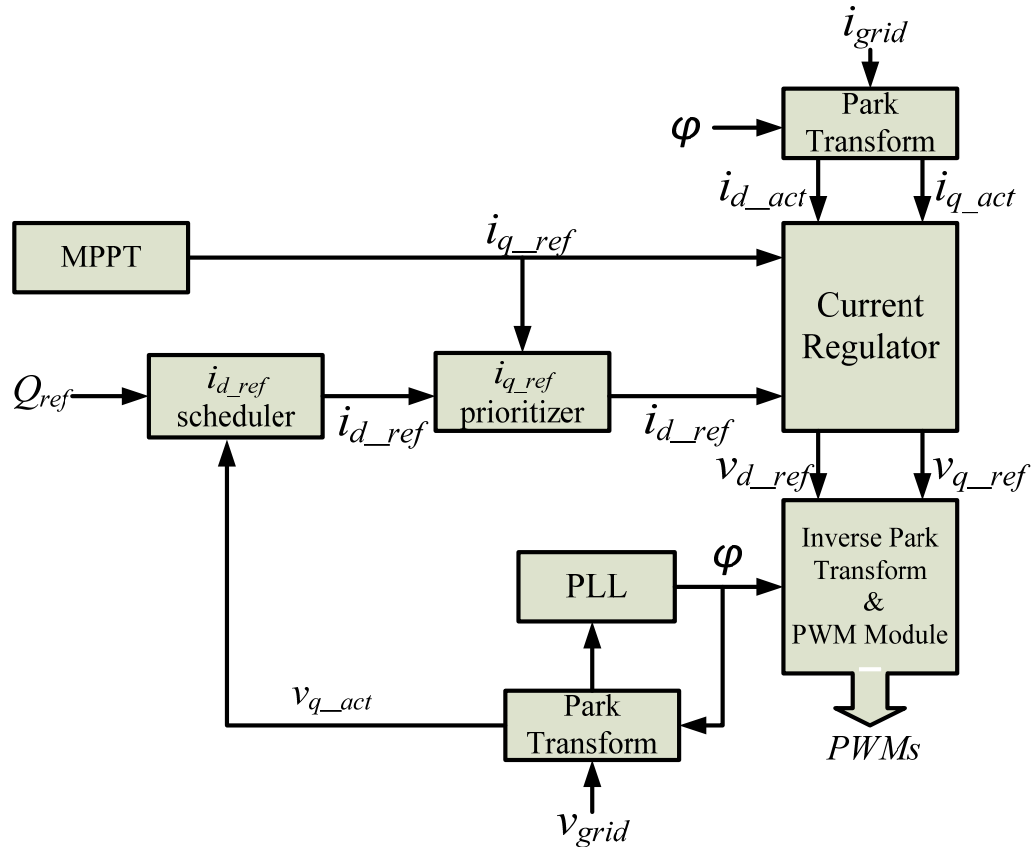 i_grid
φ
Park
Transform
i_d_act
i_q_act
MPPT
i_q_ref
Current
Regulator
Q_ref
i_d_ref
scheduler
i_d_ref
i_q_ref
prioritizer
i_d_ref
v_d_ref
v_q_ref
PLL
φ
Inverse Park
Transform
&
PWM Module
v_q_act
Park
Transform
PWMs
v_grid